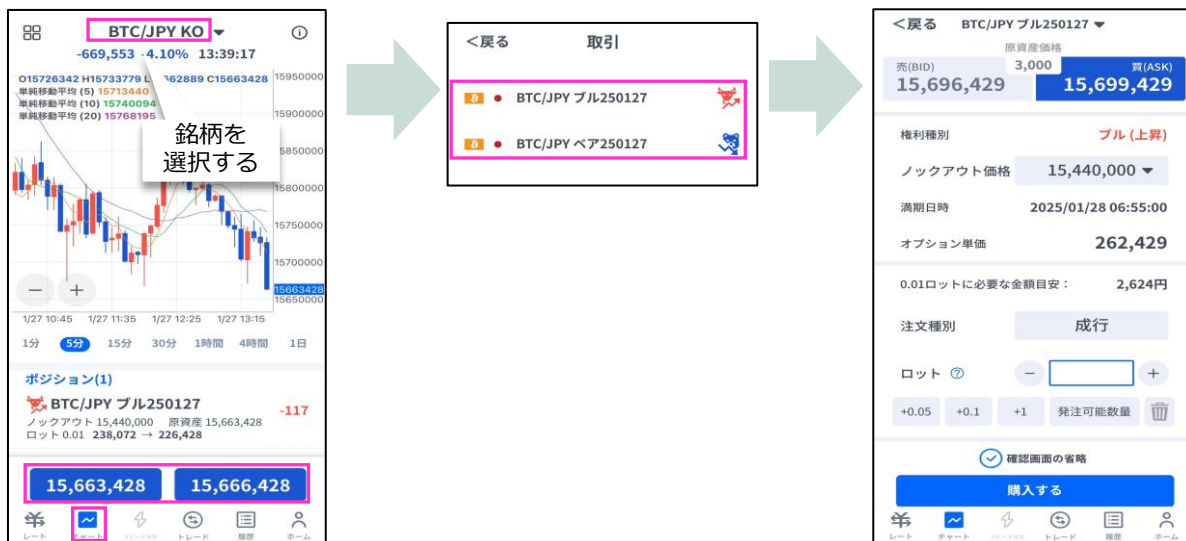 BTC/JPY KO
-669,553 -4.10% 13:39:17
O15726342 H15733779 L 62889 C15663428
単純移動平均 (5) 15713440
単純移動平均 (10) 15740094
単純移動平均 (20) 15768195
15950000
15900000
5850000
15800000
15750000
15700000
15663428
15650000
銘柄を
選択する
1/27 10:45 1/27 11:35 1/27 12:25 1/27 13:15
1分 5分 15分 30分 1時間 4時間 1日
ポジション(1)
BTC/JPY ブル250127
-117
ノックアウト 15,440,000 原資産 15,663,428
ロット 0.01 238,072 → 226,428
15,663,428 15,666,428
レート チャート スピード注文 トレード 履歴 ホーム
<戻る 取引
BTC/JPY ブル250127
BTC/JPY ベア250127
<戻る BTC/JPY ブル250127
原資産価格
売(BID) 3,000 買(ASK)
15,696,429 15,699,429
権利種別 ブル (上昇)
ノックアウト価格 15,440,000
満期日時 2025/01/28 06:55:00
オプション単価 262,429
0.01ロットに必要な金額目安： 2,624円
注文種別 成行
ロット ? − +
+0.05 +0.1 +1 発注可能数量
確認画面の省略
購入する
レート チャート スピード注文 トレード 履歴 ホーム